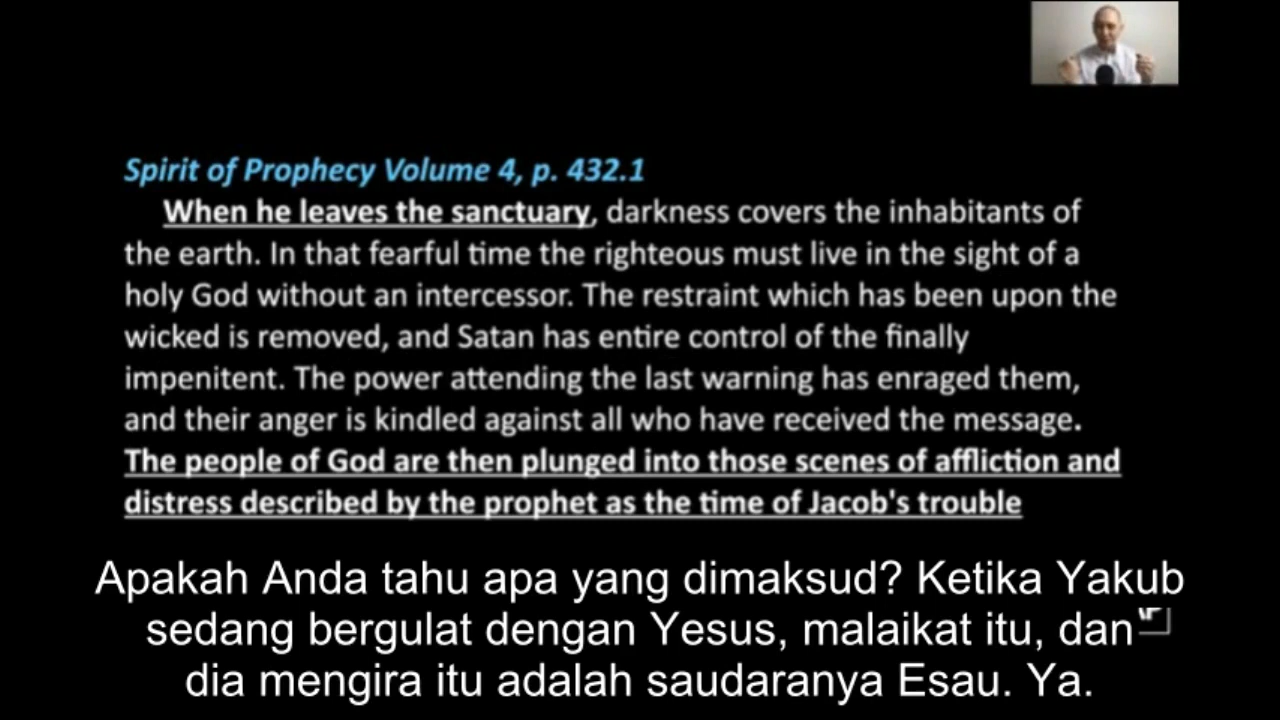 Spirit of Prophecy Volume 4, p. 432.1
When he leaves the sanctuary, darkness covers the inhabitants of
the earth. In that fearful time the righteous must live in the sight of a
holy God without an intercessor. The restraint which has been upon the
wicked is removed, and Satan has entire control of the finally
impenitent. The power attending the last warning has enraged them,
and their anger is kindled against all who have received the message.
The people of God are then plunged into those scenes of affliction and
distress described by the prophet as the time of Jacob's trouble
Apakah Anda tahu apa yang dimaksud? Ketika Yakub
sedang bergulat dengan Yesus, malaikat itu, dan
dia mengira itu adalah saudaranya Esau. Ya.